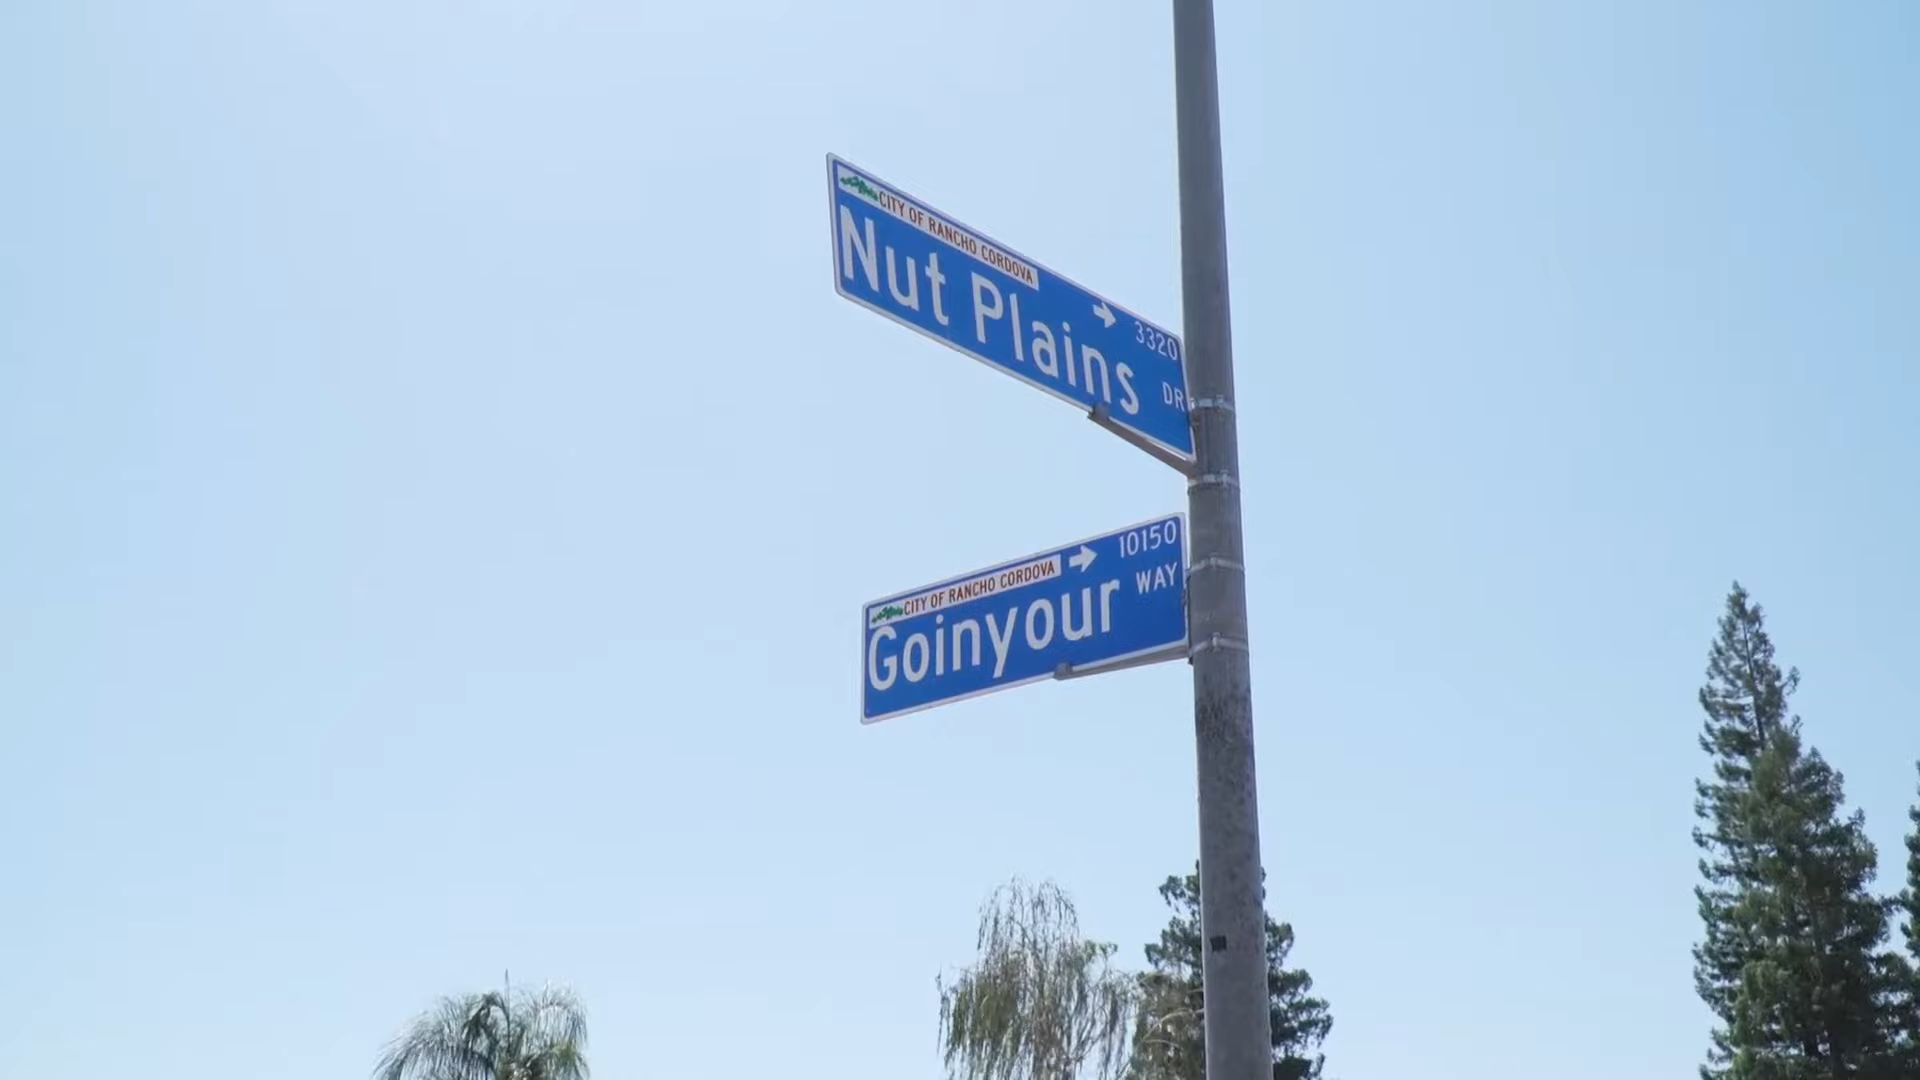 CITY OF RANCHO CORDOVA
→ 3320
Nut Plains DR
CITY OF RANCHO CORDOVA → 10150
Goinyour WAY